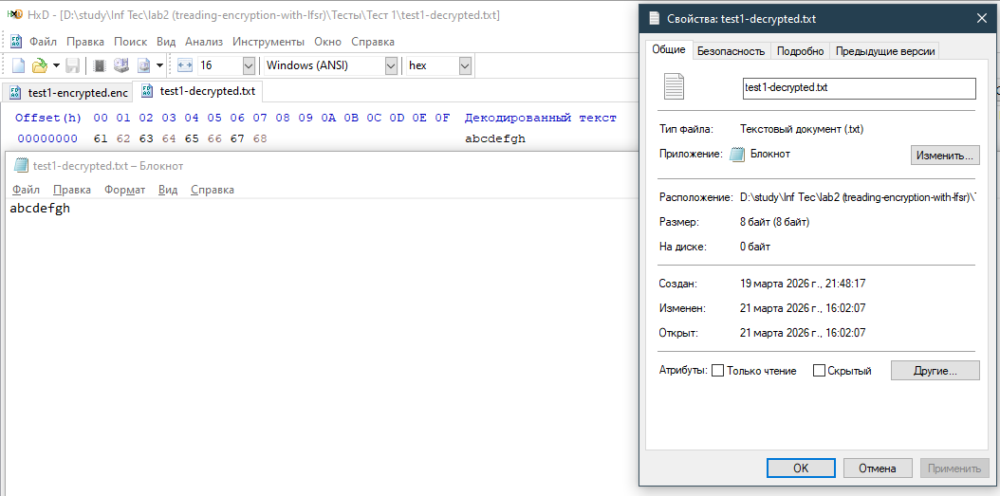 HxD - [D:\study\Inf Tec\lab2 (treading-encryption-with-lfsr)\Тесты\Тест 1\test1-decrypted.txt]
Файл Правка Поиск Вид Анализ Инструменты Окно Справка
16 Windows (ANSI) hex
test1-encrypted.enc test1-decrypted.txt
Offset(h) 00 01 02 03 04 05 06 07 08 09 0A 0B 0C 0D 0E 0F Декодированный текст
00000000 61 62 63 64 65 66 67 68 abcdefgh
test1-decrypted.txt – Блокнот
Файл Правка Формат Вид Справка
abcdefgh
Свойства: test1-decrypted.txt
Общие Безопасность Подробно Предыдущие версии
test1-decrypted.txt
Тип файла: Текстовый документ (.txt)
Приложение: Блокнот Изменить...
Расположение: D:\study\Inf Tec\lab2 (treading-encryption-with-lfsr)\
Размер: 8 байт (8 байт)
На диске: 0 байт
Создан: 19 марта 2026 г., 21:48:17
Изменен: 21 марта 2026 г., 16:02:07
Открыт: 21 марта 2026 г., 16:02:07
Атрибуты: Только чтение Скрытый Другие...
OK Отмена Применить